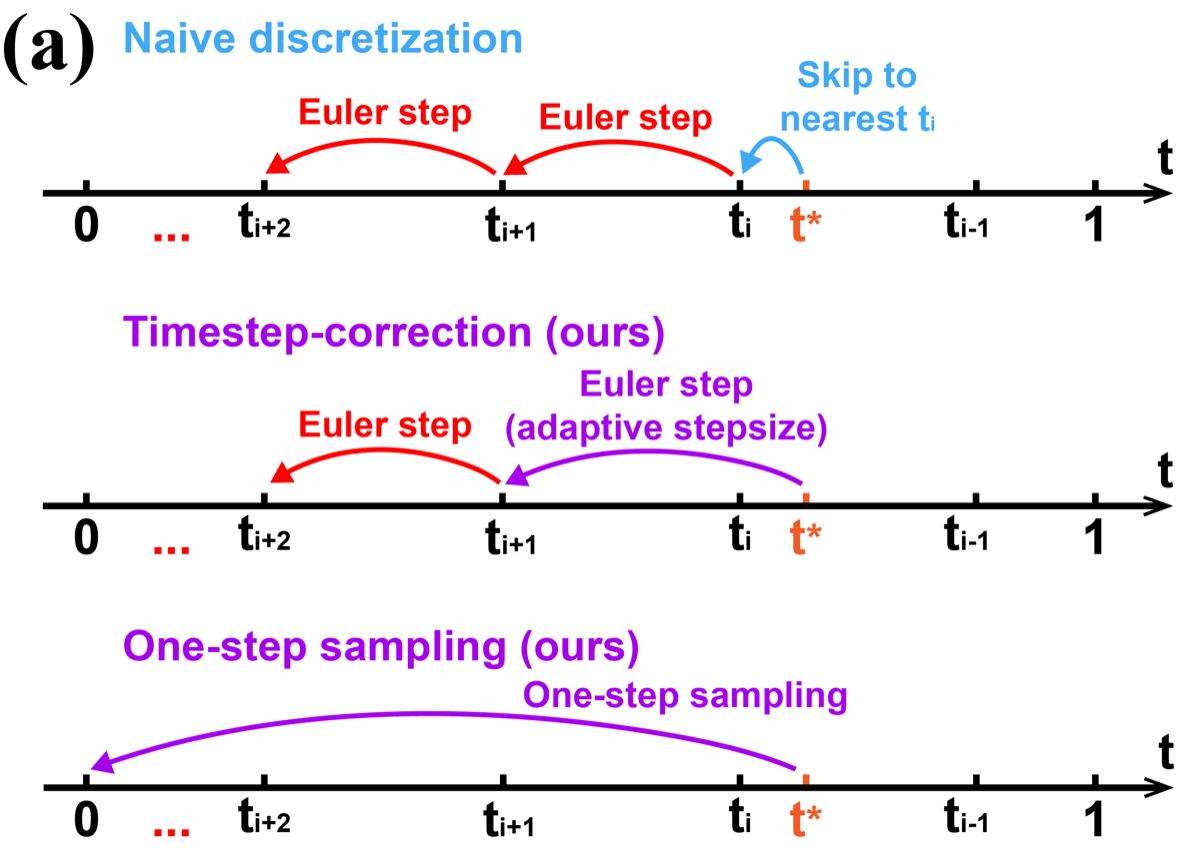 (a) Naive discretization
Skip to
nearest ti
Euler step Euler step
t
0 ... ti+2 ti+1 ti t* ti-1 1
Timestep-correction (ours)
Euler step
(adaptive stepsize)
Euler step
t
0 ... ti+2 ti+1 ti t* ti-1 1
One-step sampling (ours)
One-step sampling
t
0 ... ti+2 ti+1 ti t* ti-1 1